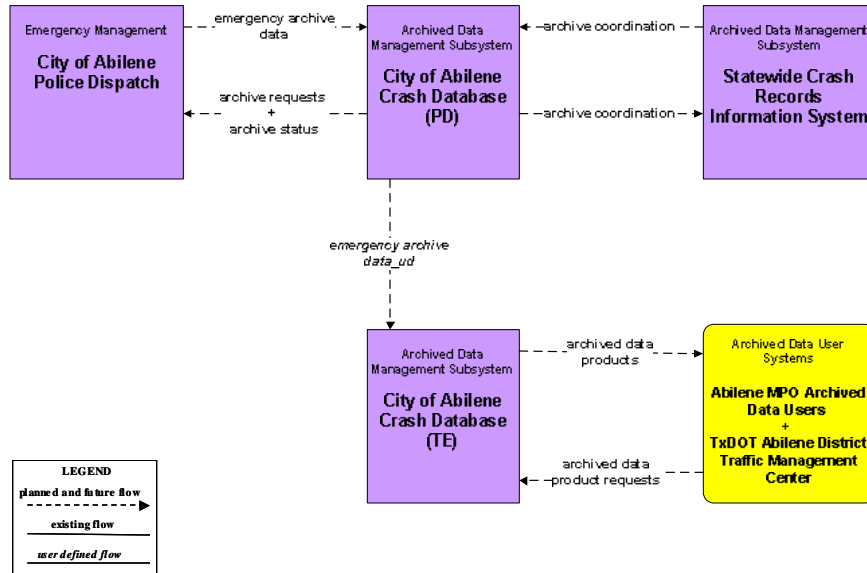 Emergency Management
City of Abilene
Police Dispatch
emergency archive
data
Archived Data
Management Subsystem
City of Abilene
Crash Database
(PD)
archive coordination
Archived Data Management
Subsystem
Statewide Crash
Records
Information System
archive requests
+
archive status
archive coordination
emergency archive
data_ud
Archived Data
Management Subsystem
City of Abilene
Crash Database
(TE)
archived data
products
Archived Data User
Systems
Abilene MPO Archived
Data Users
+
TxDOT Abilene District
Traffic Management
Center
archived data
product requests
LEGEND
planned and future flow
existing flow
user defined flow